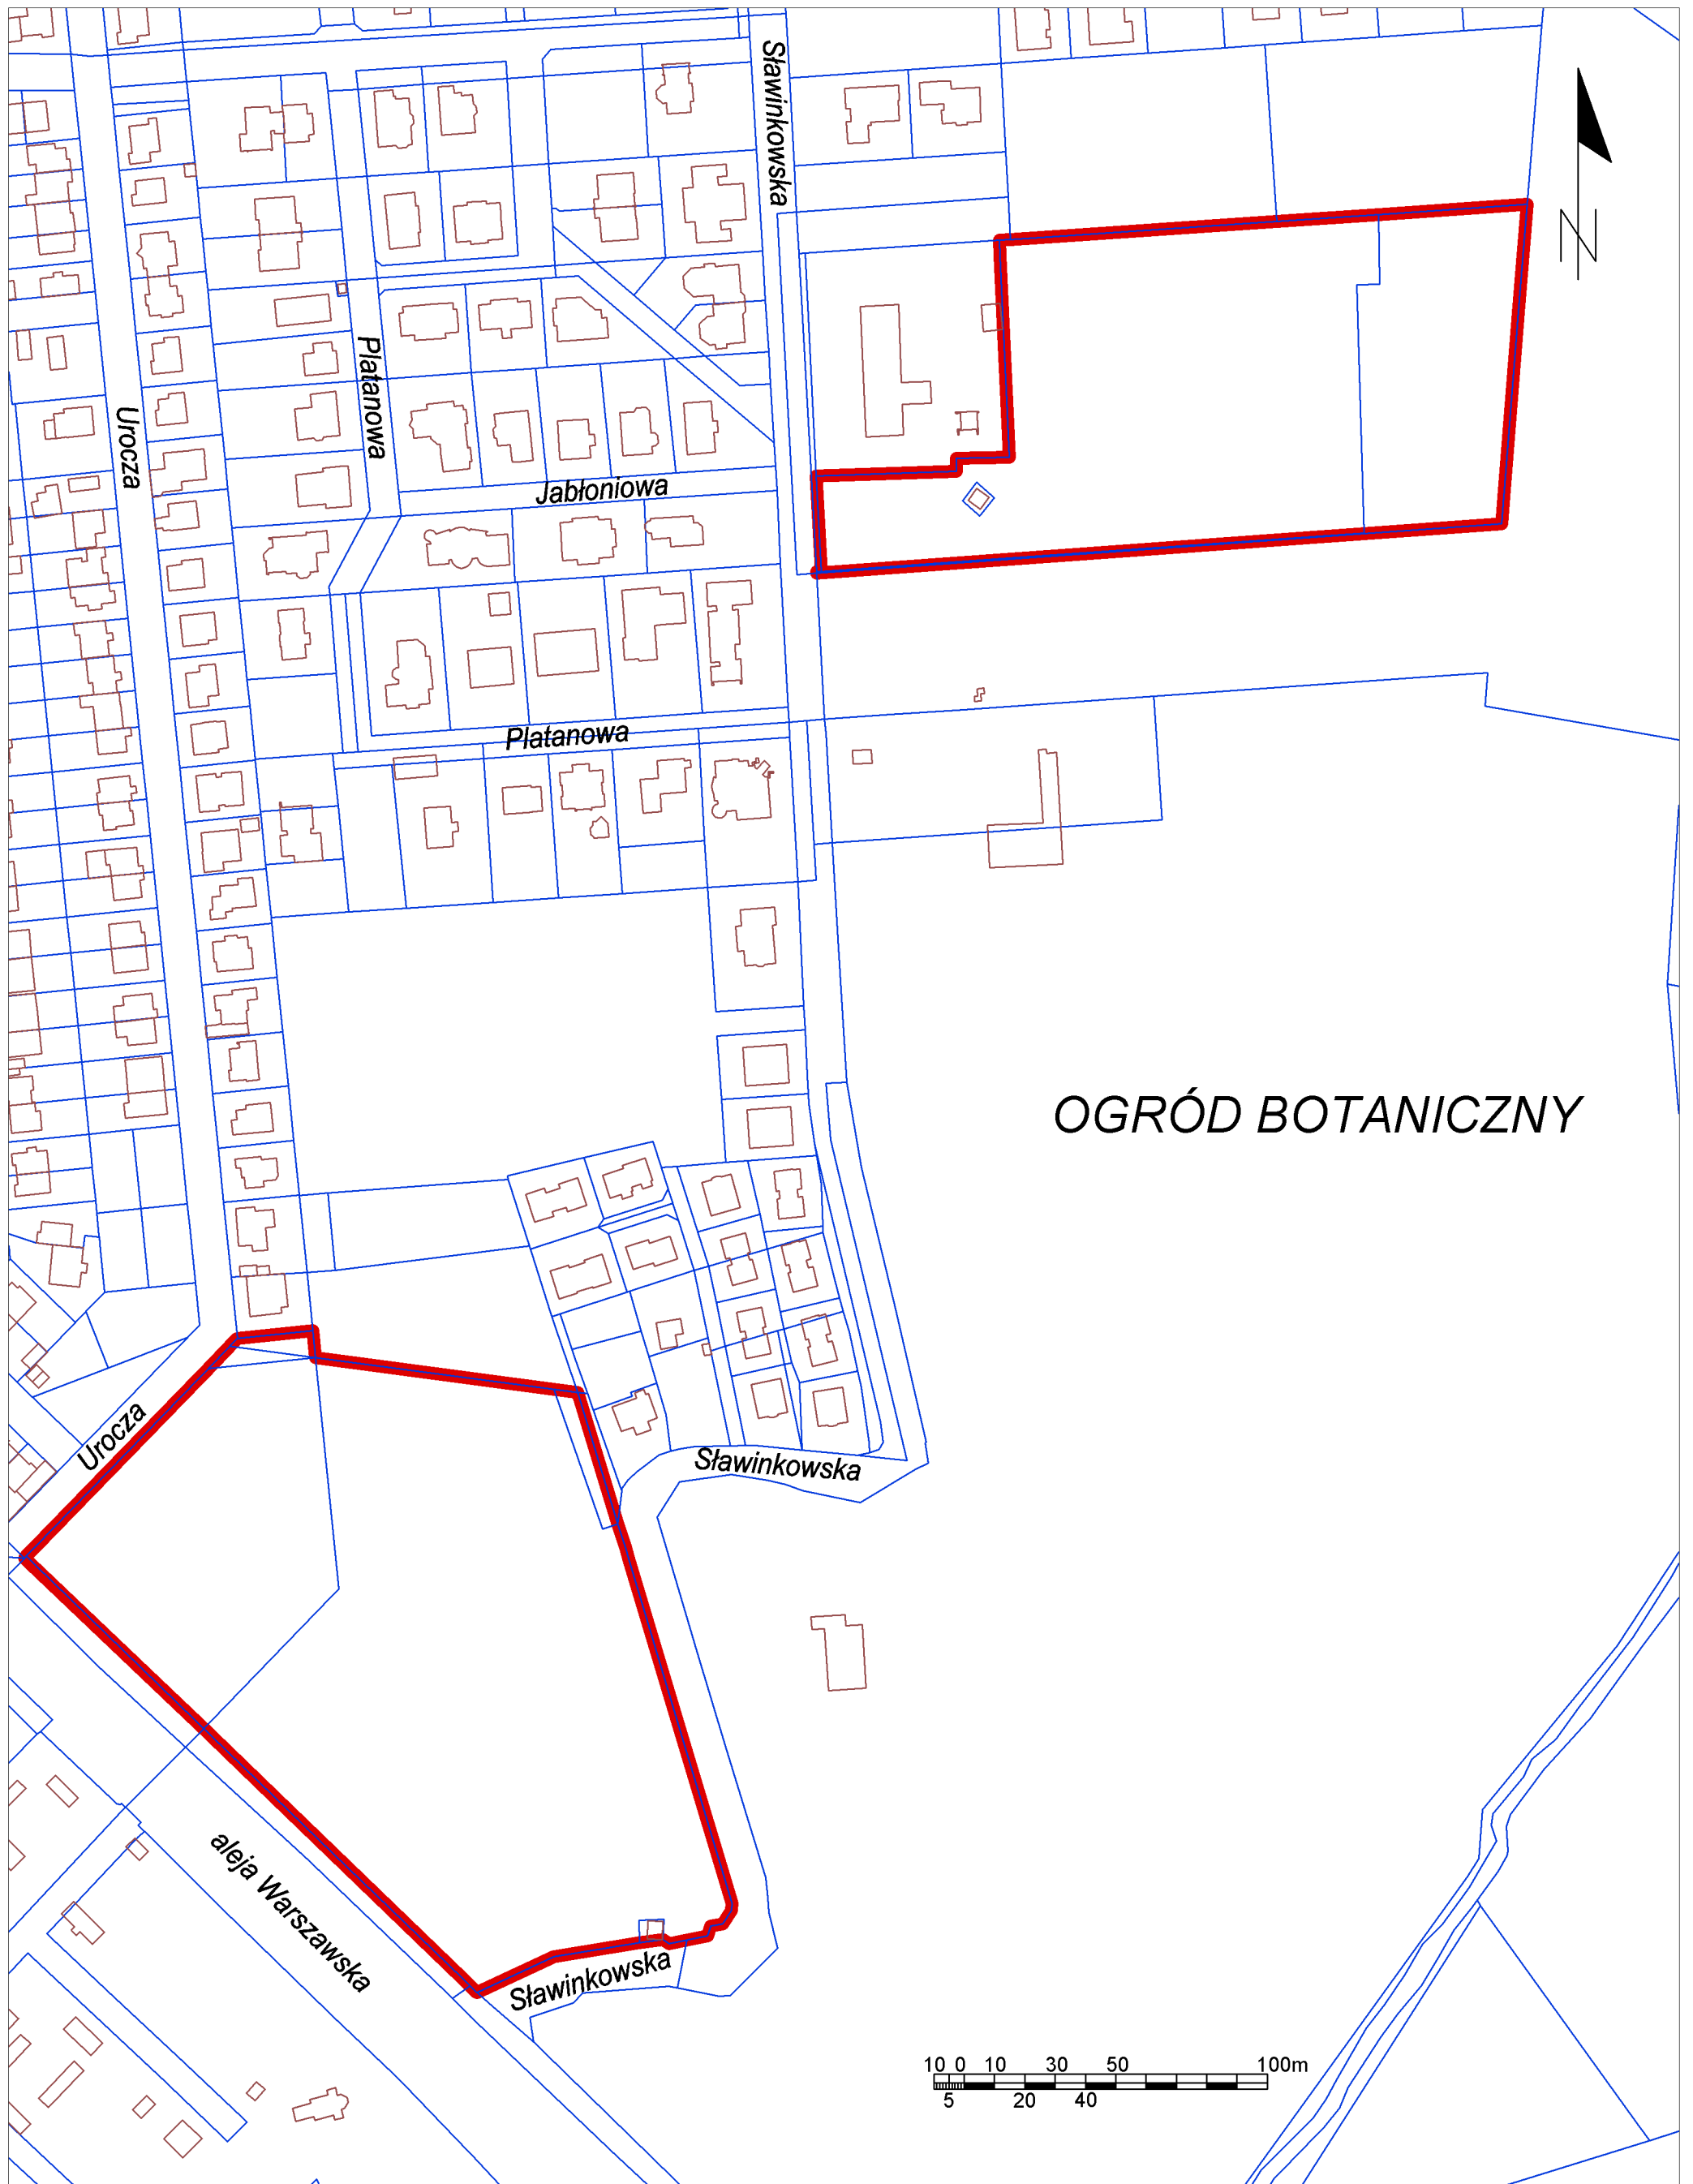 Sławinkowska
N
Platanowa
Urocza
Jabłoniowa
Platanowa
OGRÓD BOTANICZNY
Urocza
Sławinkowska
aleja Warszawska
Sławinkowska
10 0 10 30 50 100m
5 20 40